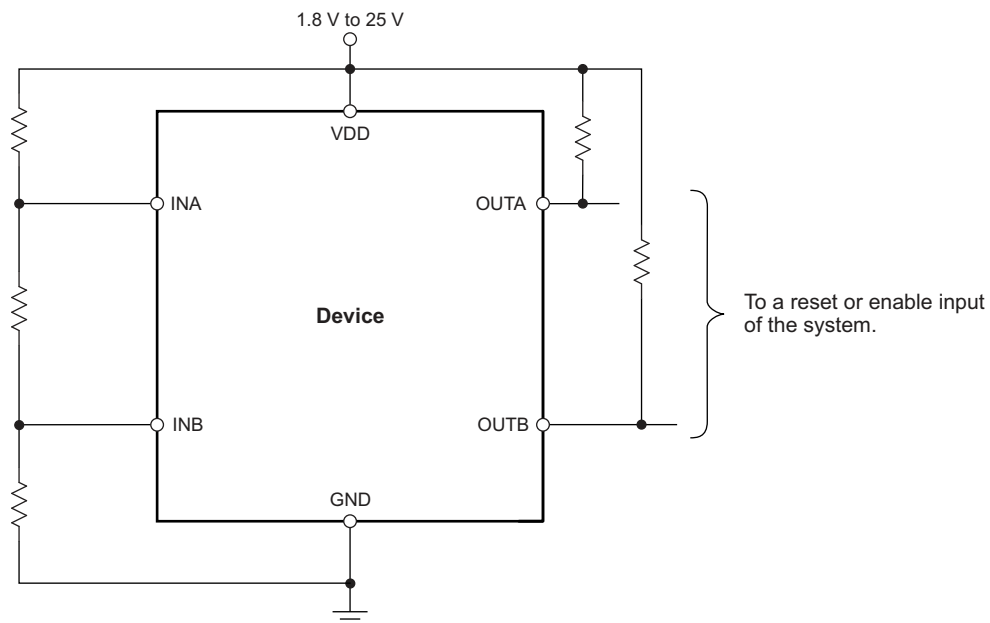 1.8 V to 25 V
VDD
INA
OUTA
Device
To a reset or enable input
of the system.
INB
OUTB
GND